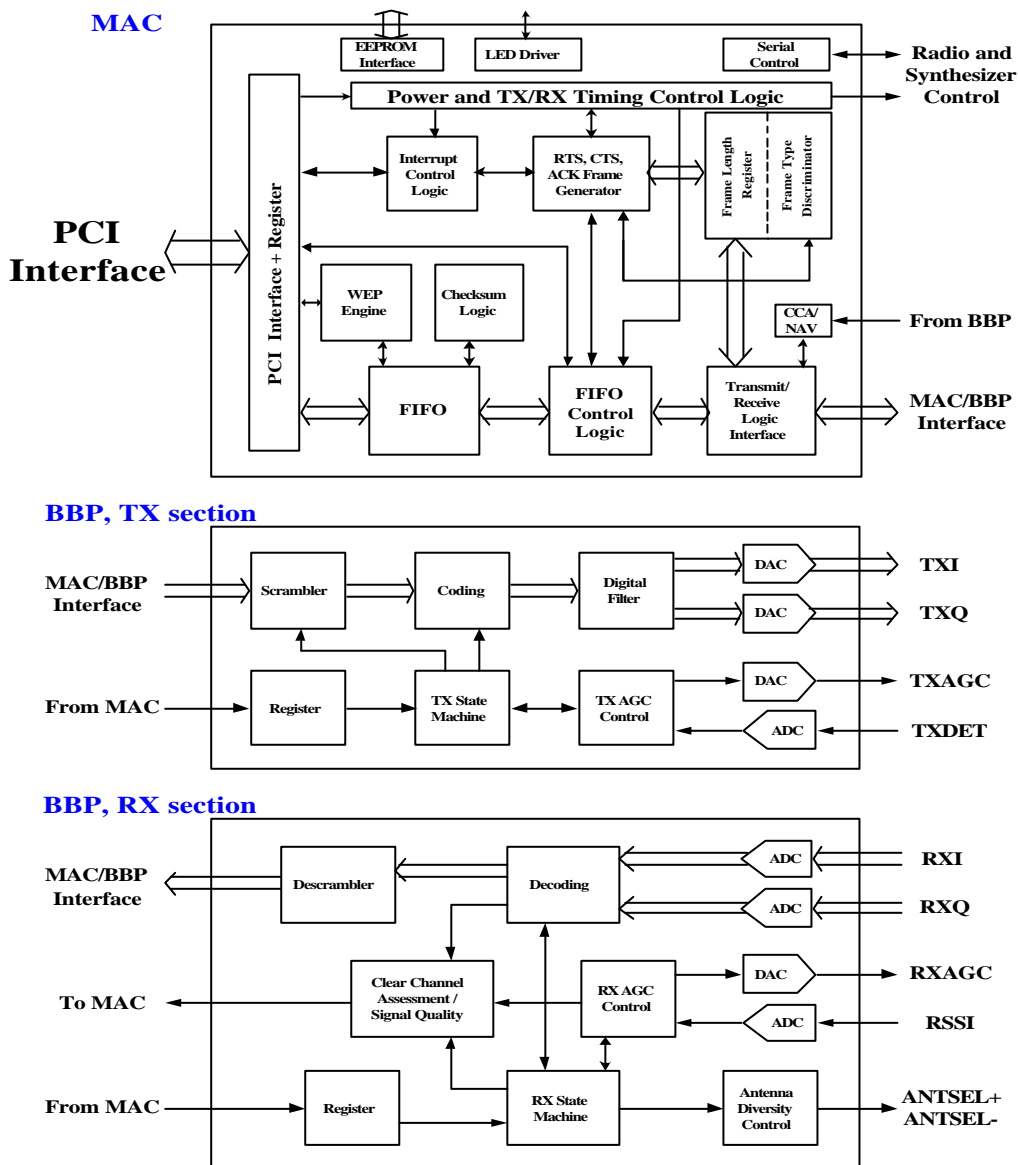 MAC
EEPROM
Interface
LED Driver
Serial
Control
Radio and
Synthesizer
Control
Power and TX/RX Timing Control Logic
Interrupt
Control
Logic
RTS, CTS,
ACK Frame
Generator
Frame Length
Register
Frame Type
Discriminator
PCI
Interface
PCI Interface + Register
WEP
Engine
Checksum
Logic
CCA/
NAV
From BBP
FIFO
FIFO
Control
Logic
Transmit/
Receive
Logic
Interface
MAC/BBP
Interface
BBP, TX section
MAC/BBP
Interface
Scrambler
Coding
Digital
Filter
DAC
TXI
DAC
TXQ
From MAC
Register
TX State
Machine
TX AGC
Control
DAC
TXAGC
ADC
TXDET
BBP, RX section
MAC/BBP
Interface
Descrambler
Decoding
ADC
RXI
ADC
RXQ
To MAC
Clear Channel
Assessment /
Signal Quality
RX AGC
Control
DAC
RXAGC
ADC
RSSI
From MAC
Register
RX State
Machine
Antenna
Diversity
Control
ANTSEL+
ANTSEL-